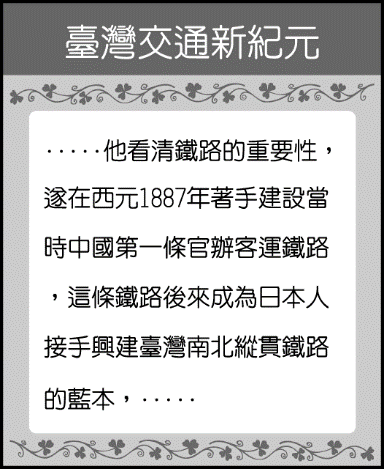 臺灣交通新紀元
·····他看清鐵路的重要性，
遂在西元1887年著手建設當
時中國第一條官辦客運鐵路
，這條鐵路後來成為日本人
接手興建臺灣南北縱貫鐵路
的藍本，·····